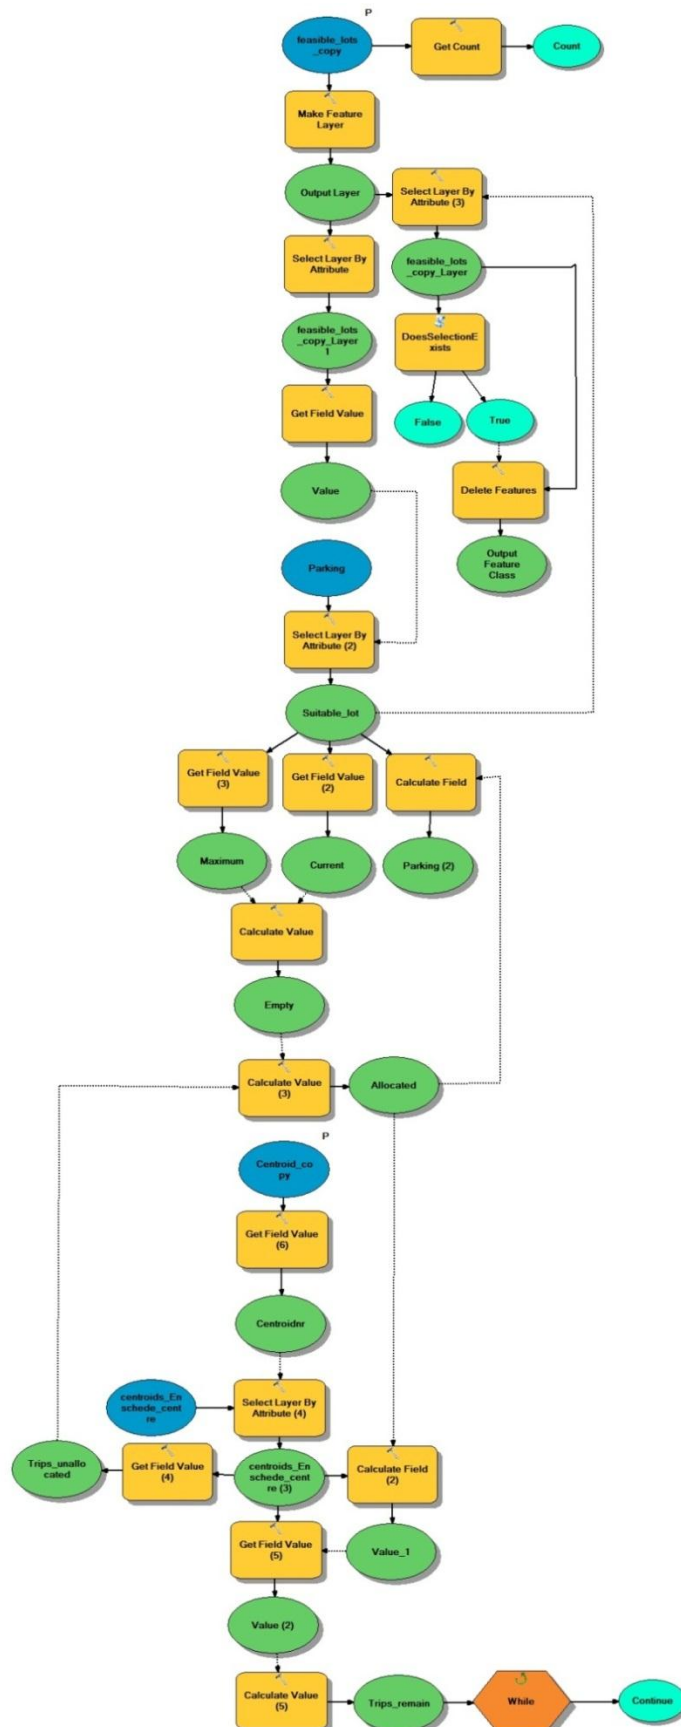 P
feasible_lots
_copy
Get Count
Count
Make Feature
Layer
Output Layer
Select Layer By
Attribute (3)
Select Layer By
Attribute
feasible_lots
_copy_Layer
feasible_lots
_copy_Layer
1
DoesSelectionE
xists
Get Field Value
False
True
Value
Delete Features
Output
Feature
Class
Parking
Select Layer By
Attribute (2)
Suitable_lot
Get Field Value
(3)
Get Field Value
(2)
Calculate Field
Maximum
Current
Parking (2)
Calculate Value
Empty
Calculate Value
(3)
Allocated
P
Centroid_co
py
Get Field Value
(6)
Centroidnr
centroids_En
schede_cent
re
Select Layer By
Attribute (4)
Trips_unallo
cated
Get Field Value
(4)
centroids_En
schede_cent
re (3)
Calculate Field
(2)
Get Field Value
(5)
Value_1
Value (2)
Calculate Value
(5)
Trips_remain
While
Continue